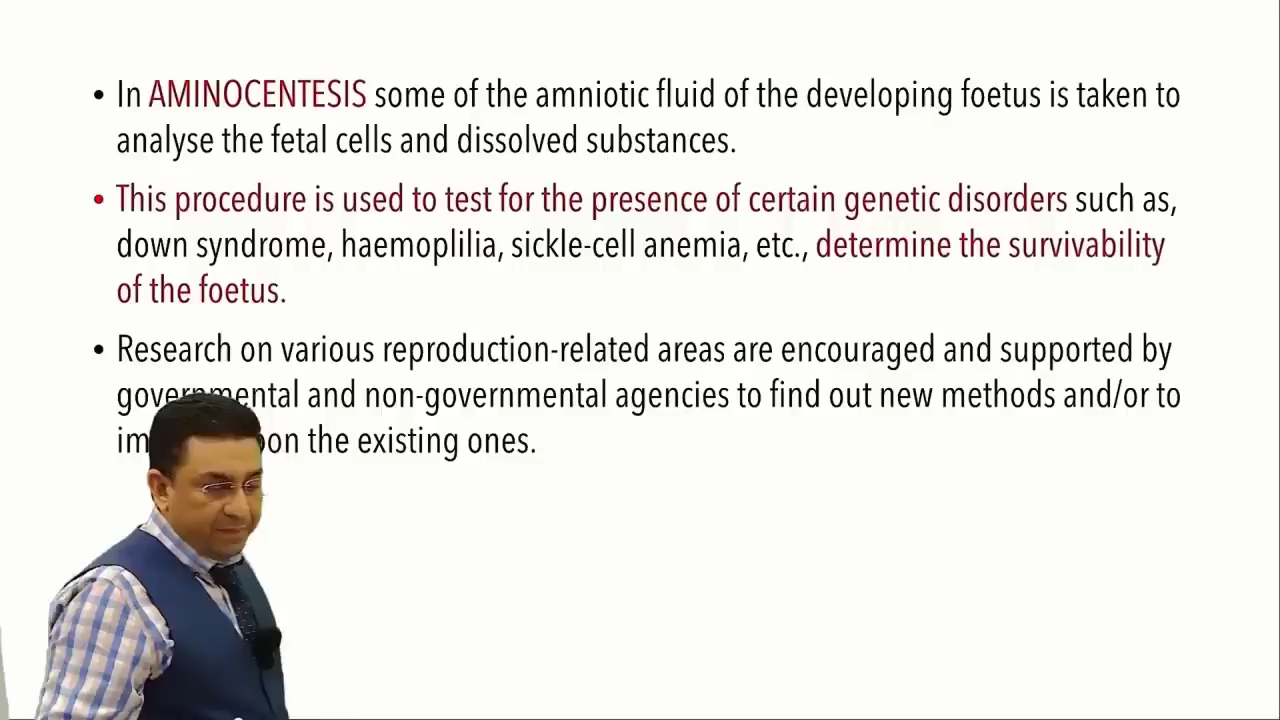 • In AMINOCENTESIS some of the amniotic fluid of the developing foetus is taken to
analyse the fetal cells and dissolved substances.
• This procedure is used to test for the presence of certain genetic disorders such as,
down syndrome, haemoplilia, sickle-cell anemia, etc., determine the survivability
of the foetus.
• Research on various reproduction-related areas are encouraged and supported by
governmental and non-governmental agencies to find out new methods and/or to
the existing ones.